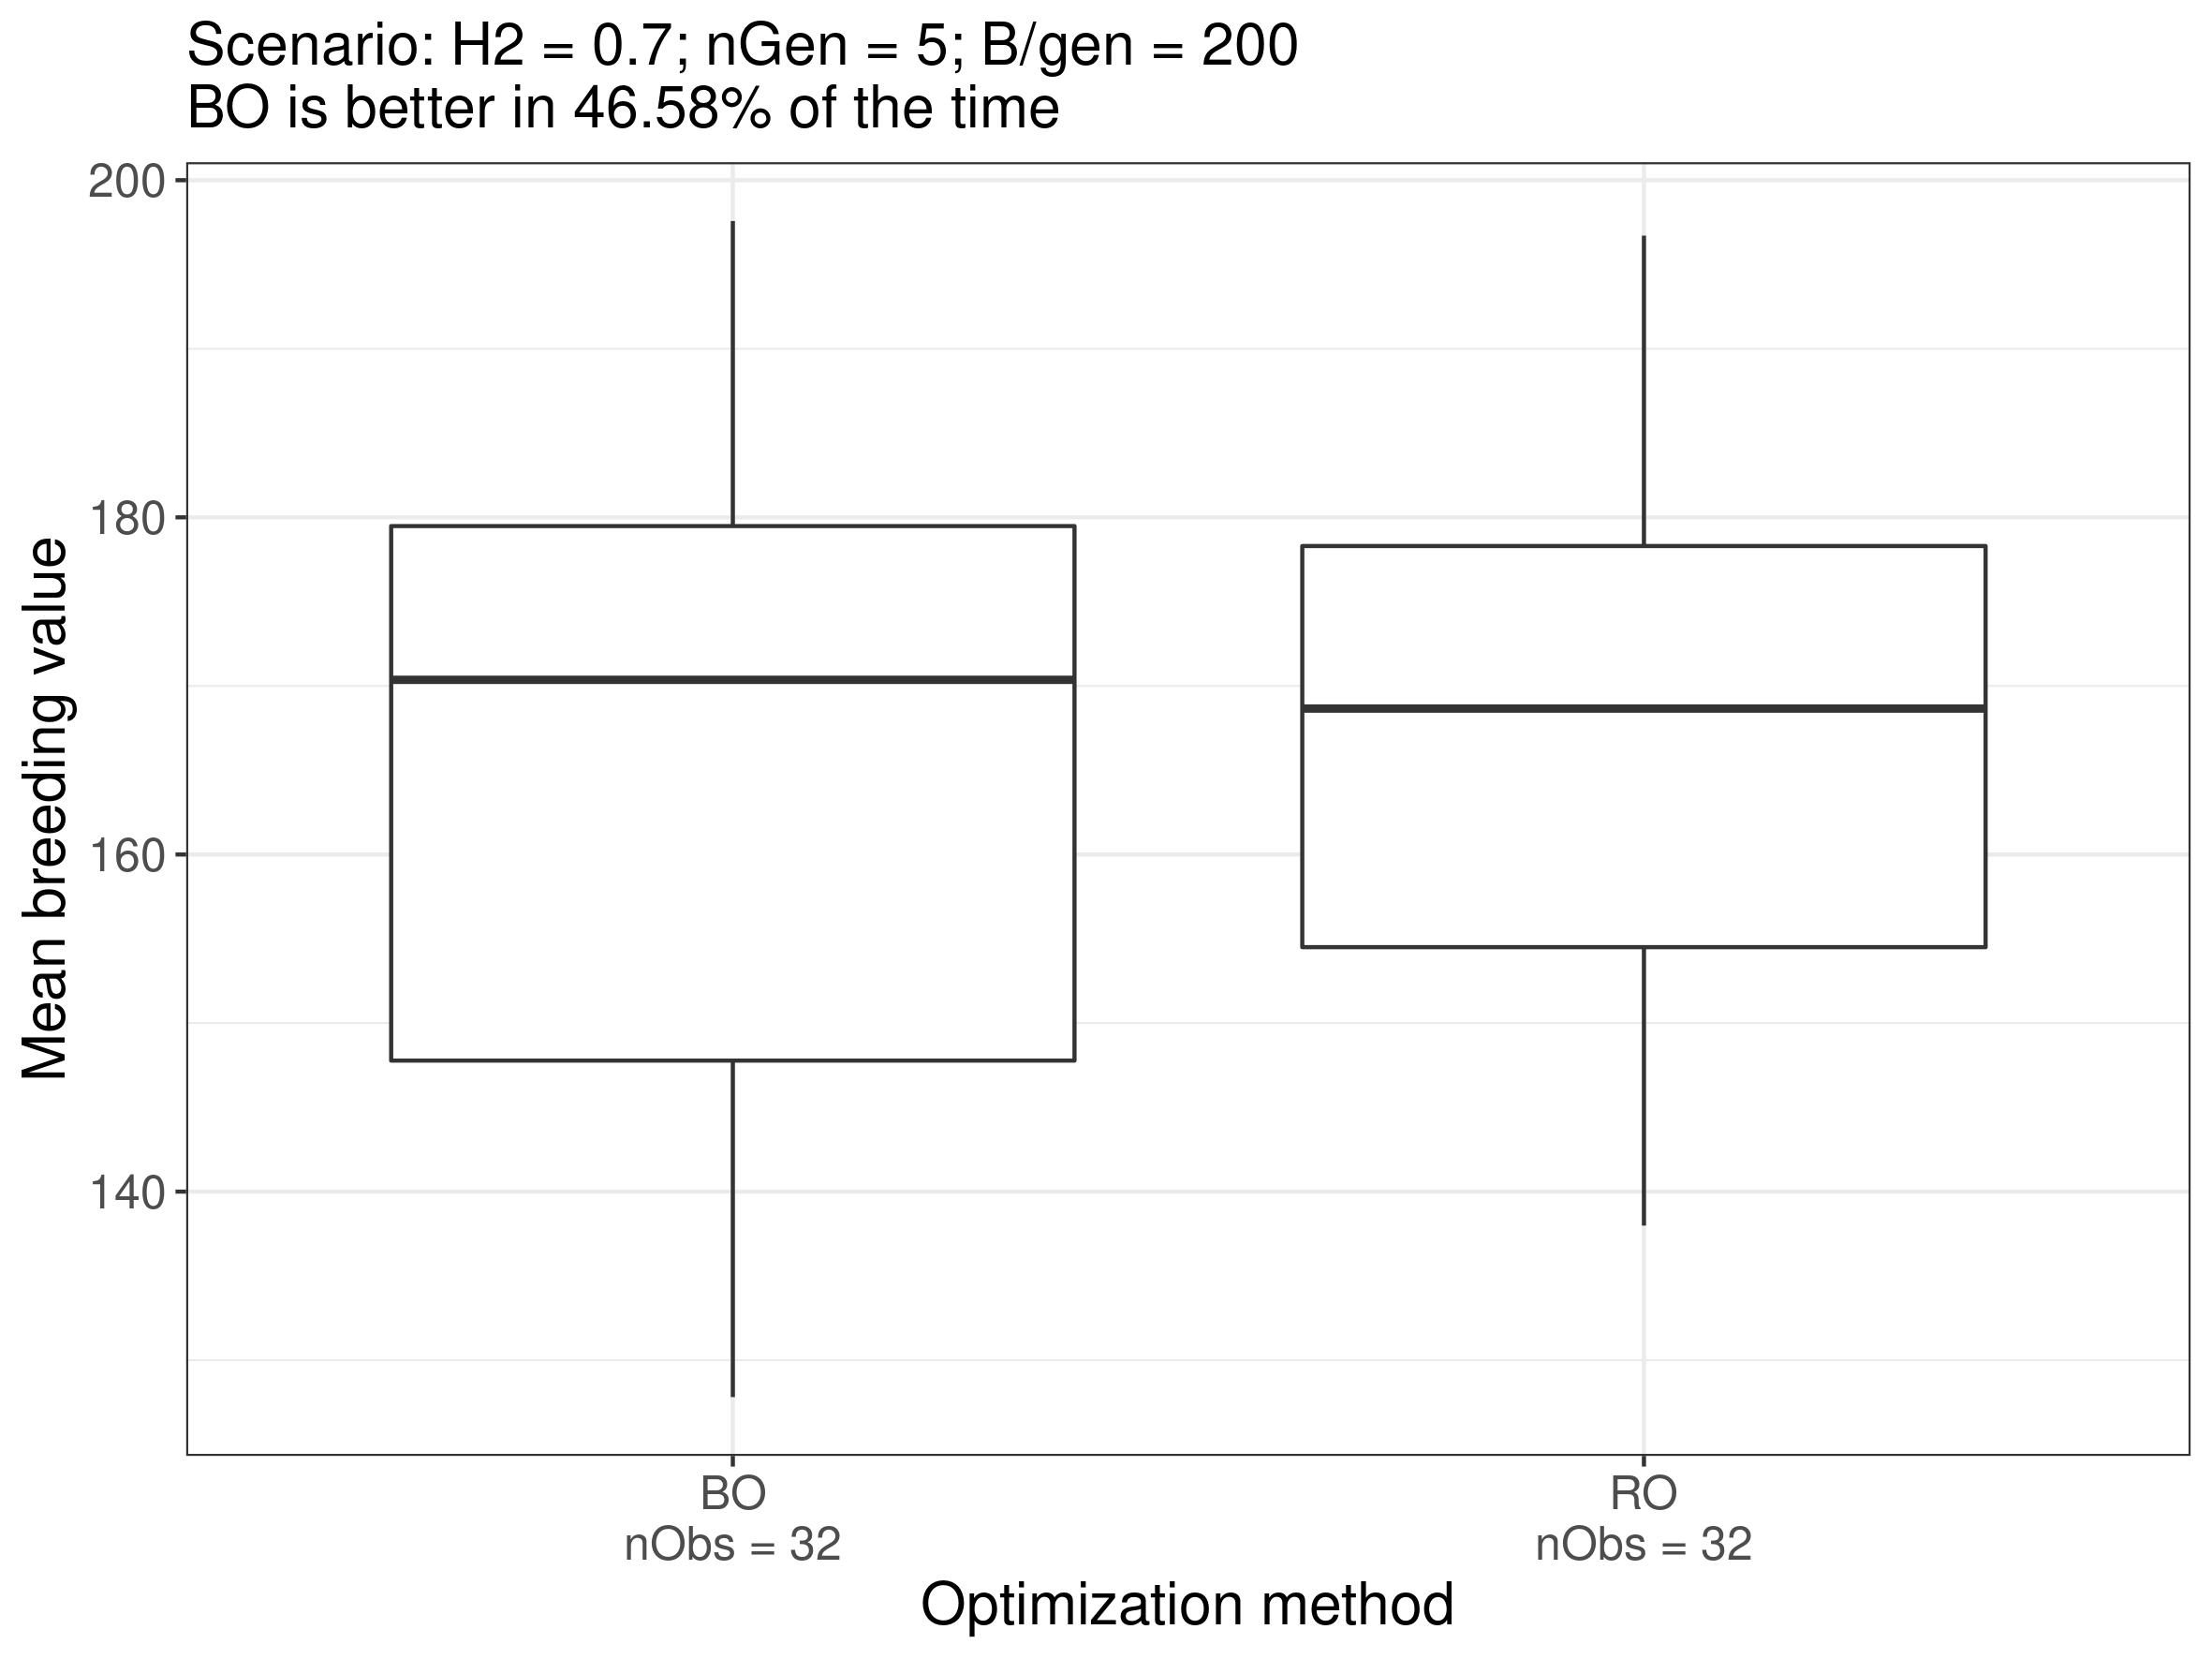 Scenario: H2 = 0.7; nGen = 5; B/gen = 200
BO is better in 46.58% of the time
200
180
160
140
Mean breeding value
BO
nObs = 32
RO
nObs = 32
Optimization method